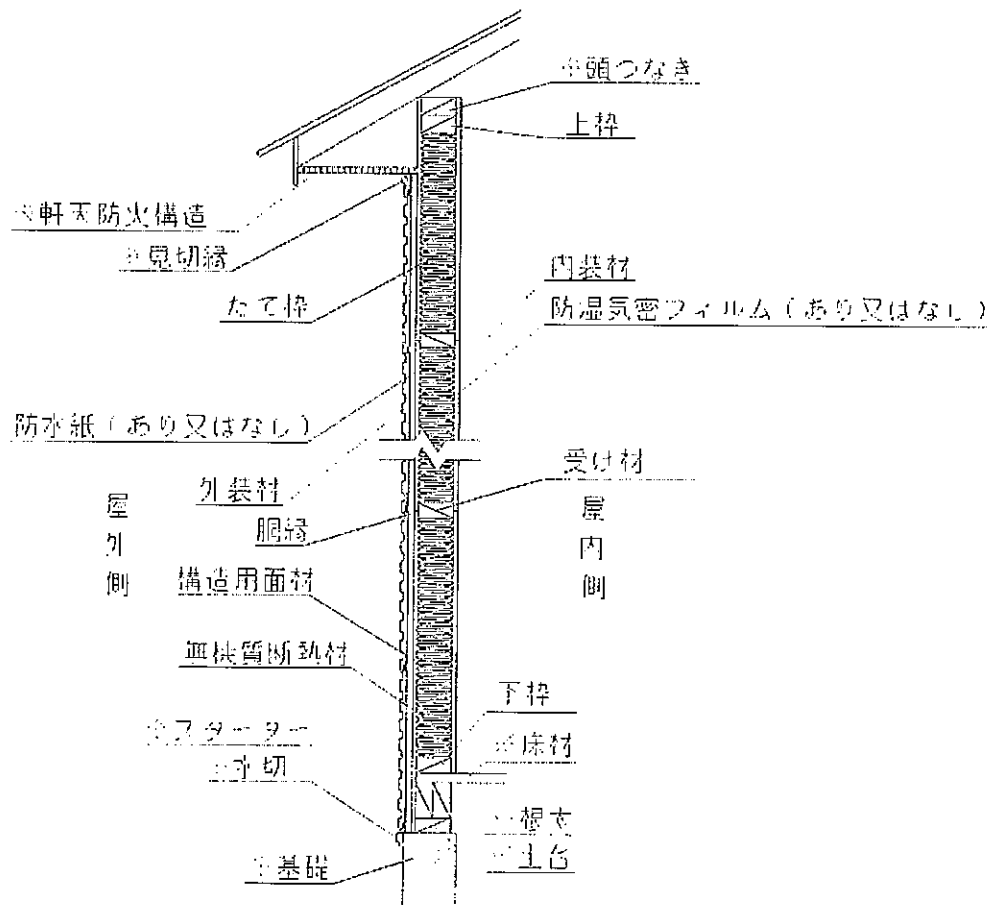 ※頭つなぎ
上枠
※軒天防火構造
※見切縁
たて枠
内装材
防湿気密フィルム(あり又はなし)
防水紙(あり又はなし)
外装材
受け材
屋外側
胴縁
屋内側
構造用面材
無機質断熱材
下枠
※スターター
※床材
※水切
※根太
※土台
※基礎